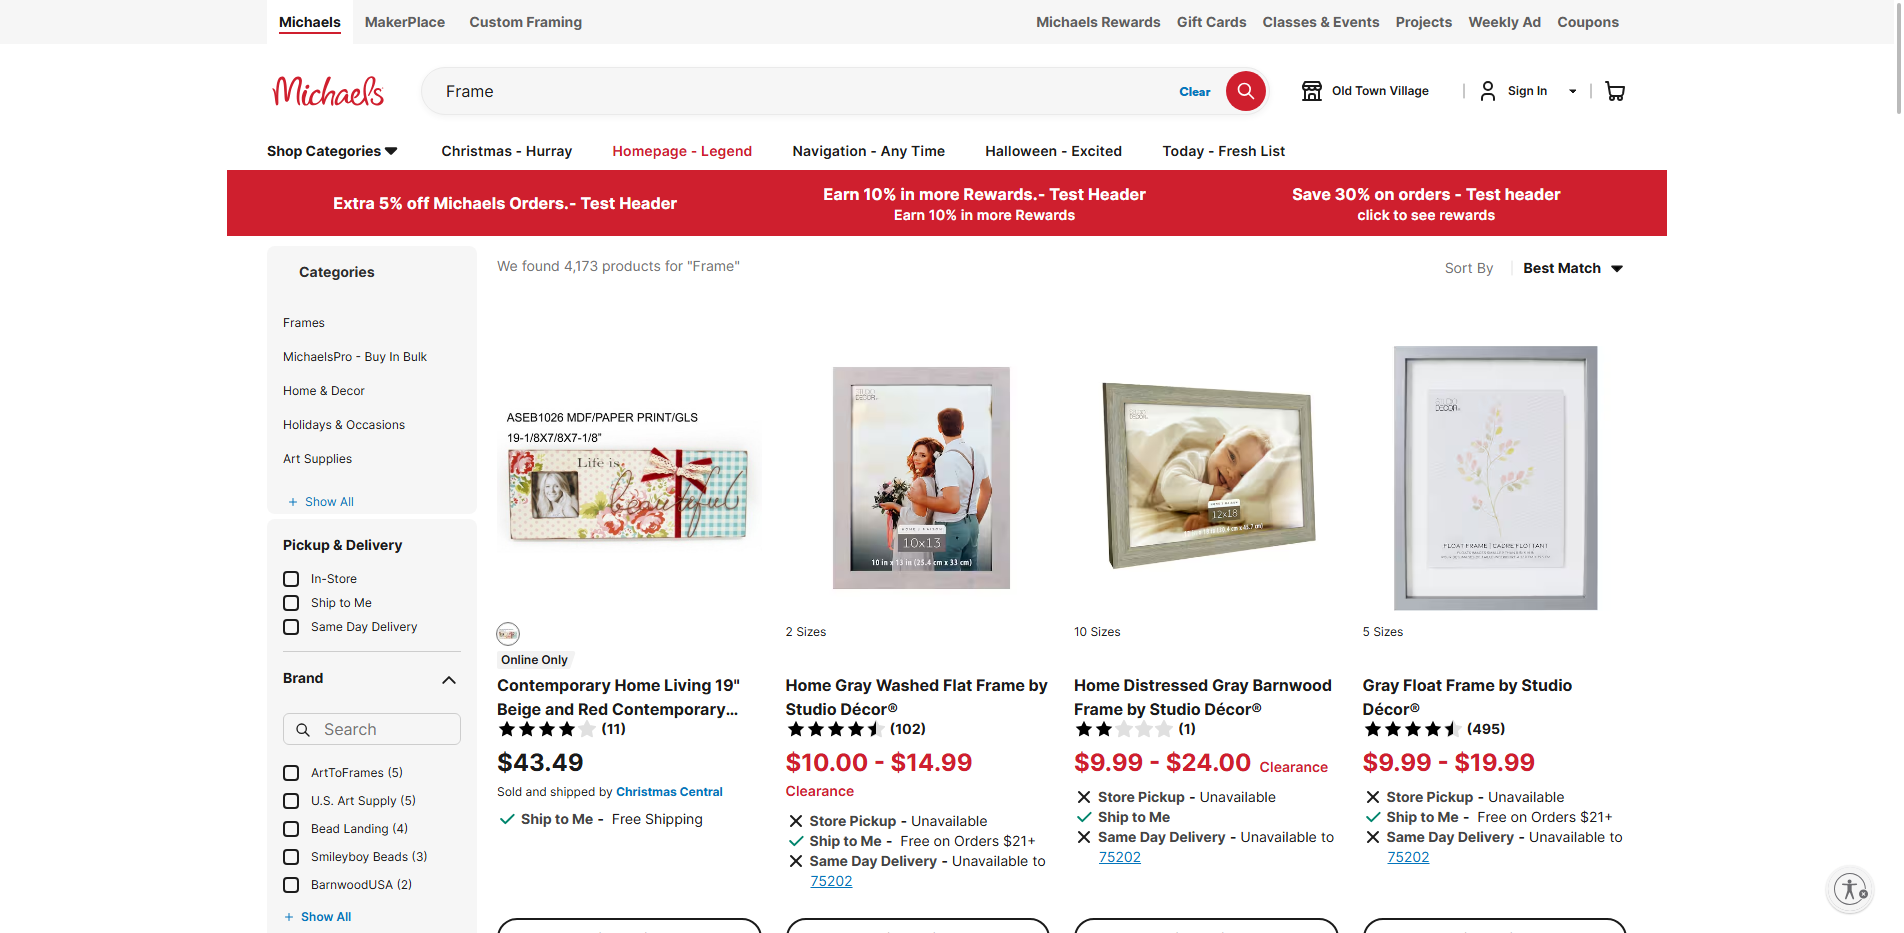 Michaels
MakerPlace
Custom Framing
Michaels Rewards
Gift Cards
Classes & Events
Projects
Weekly Ad
Coupons
Michaels
Frame
Clear
Old Town Village
Sign In
Shop Categories
Christmas - Hurray
Homepage - Legend
Navigation - Any Time
Halloween - Excited
Today - Fresh List
Extra 5% off Michaels Orders.- Test Header
Earn 10% in more Rewards.- Test Header
Earn 10% in more Rewards
Save 30% on orders - Test header
click to see rewards
Categories
Frames
MichaelsPro - Buy In Bulk
Home & Decor
Holidays & Occasions
Art Supplies
+ Show All
Pickup & Delivery
In-Store
Ship to Me
Same Day Delivery
Brand
Search
ArtToFrames (5)
U.S. Art Supply (5)
Bead Landing (4)
Smileyboy Beads (3)
BarnwoodUSA (2)
+ Show All
We found 4,173 products for "Frame"
Sort By
Best Match
ASEB1026 MDF/PAPER PRINT/GLS
19-1/8X7/8X7-1/8"
Life is
beautiful
Online Only
Contemporary Home Living 19"
Beige and Red Contemporary...
(11)
$43.49
Sold and shipped by Christmas Central
Ship to Me - Free Shipping
STUDIO
DECOR
10x13
10 in x 13 in (25.4 cm x 33 cm)
2 Sizes
Home Gray Washed Flat Frame by
Studio Décor®
(102)
$10.00 - $14.99
Clearance
Store Pickup - Unavailable
Ship to Me - Free on Orders $21+
Same Day Delivery - Unavailable to
75202
12x18
10 Sizes
Home Distressed Gray Barnwood
Frame by Studio Décor®
(1)
$9.99 - $24.00 Clearance
Store Pickup - Unavailable
Ship to Me
Same Day Delivery - Unavailable to
75202
STUDIO
DECOR
FLOAT FRAME | CADRE FLOTTANT
5 Sizes
Gray Float Frame by Studio
Décor®
(495)
$9.99 - $19.99
Store Pickup - Unavailable
Ship to Me - Free on Orders $21+
Same Day Delivery - Unavailable to
75202